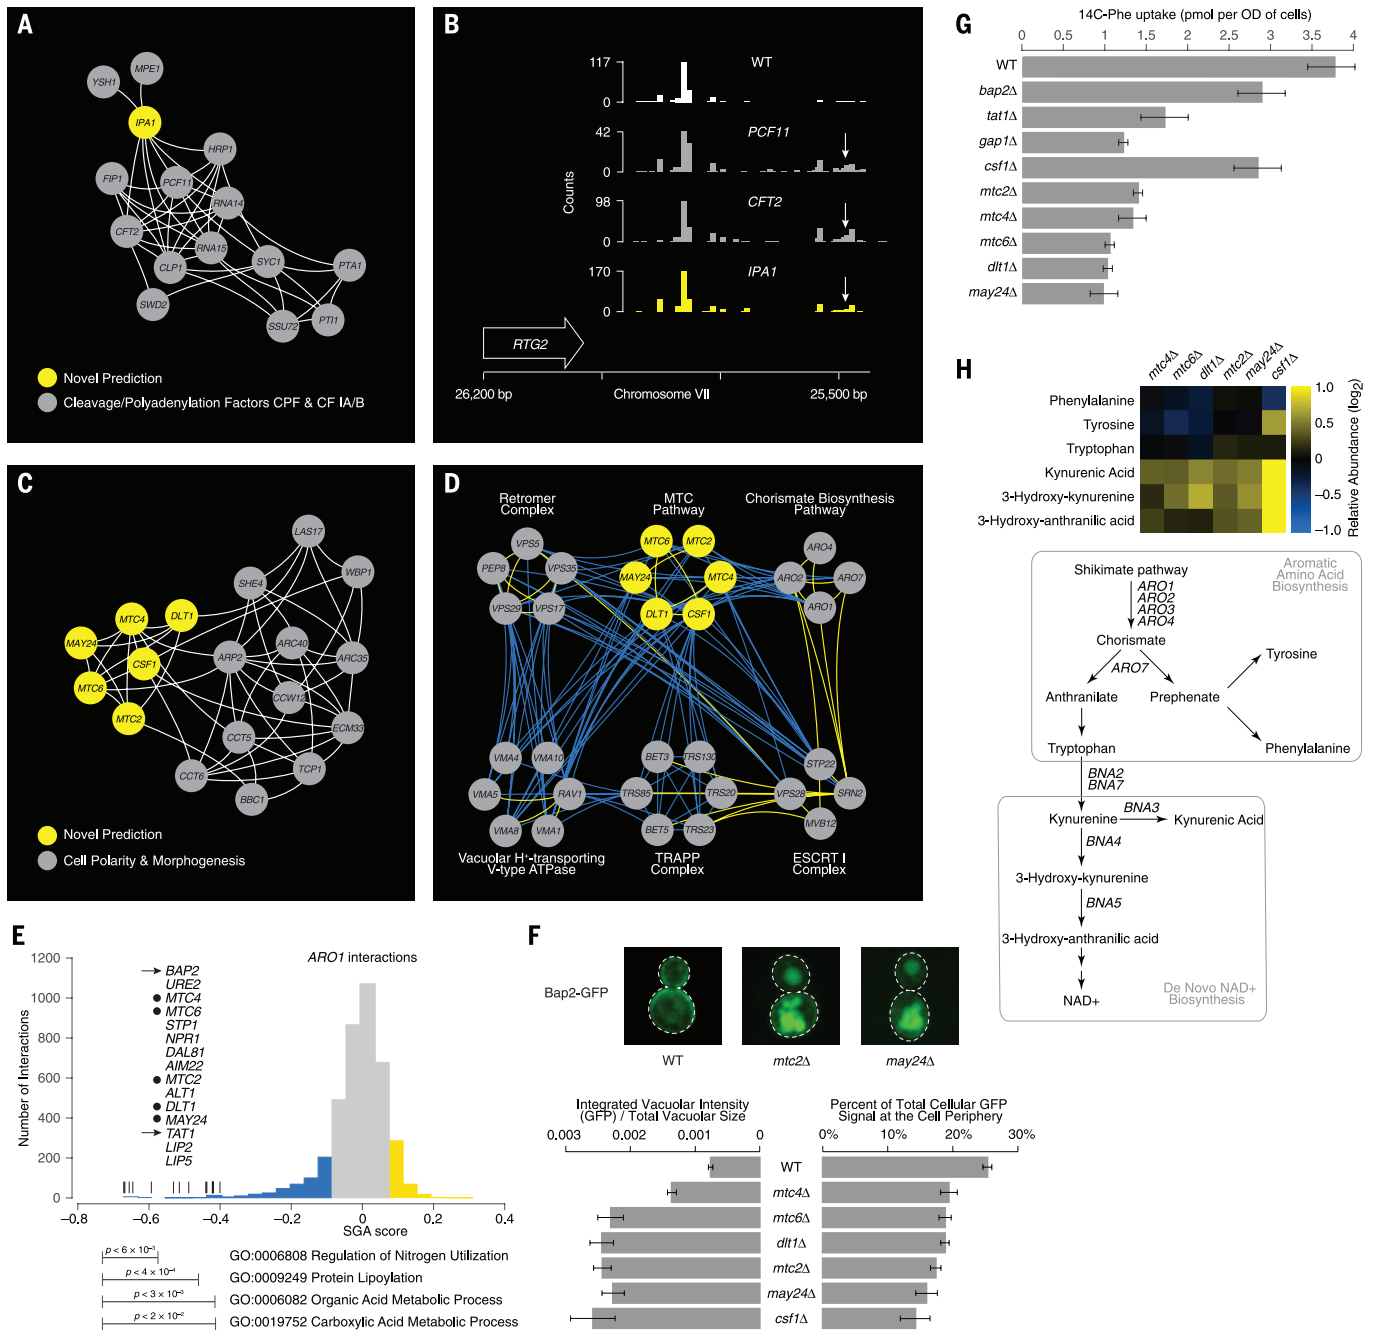 A
MPE1
YSH1
IPA1
HRP1
FIP1
PCF11
RNA14
CFT2
RNA15
CLP1
SYC1
PTA1
SWD2
SSU72
PTI1
Novel Prediction
Cleavage/Polyadenylation Factors CPF & CF IA/B
B
117
WT
0
42
PCF11
0
Counts
98
CFT2
0
170
IPA1
0
RTG2
26,200 bp
Chromosome VII
25,500 bp
C
LAS17
WBP1
SHE4
MTC4
DLT1
MAY24
ARC40
ARC35
CSF1
ARP2
MTC6
CCW12
MTC2
ECM33
CCT5
CCT6
TCP1
BBC1
Novel Prediction
Cell Polarity & Morphogenesis
D
Retromer
Complex
MTC
Pathway
Chorismate Biosynthesis
Pathway
VPS5
PEP8
VPS35
VPS29
VPS17
MTC6
MTC2
MAY24
MTC4
DLT1
CSF1
ARO4
ARO2
ARO7
ARO1
VMA4
VMA10
VMA5
RAV1
VMA8
VMA1
BET3
TRS130
TRS85
TRS20
BET5
TRS23
STP22
VPS28
SRN2
MVB12
Vacuolar H+-transporting
V-type ATPase
TRAPP
Complex
ESCRT I
Complex
E
ARO1 interactions
Number of Interactions
1200
1000
800
600
400
200
0
BAP2
URE2
MTC4
MTC6
STP1
NPR1
DAL81
AIM22
MTC2
ALT1
DLT1
MAY24
TAT1
LIP2
LIP5
−0.8
−0.6
−0.4
−0.2
0
0.2
0.4
SGA score
p < 6 × 10⁻³
GO:0006808 Regulation of Nitrogen Utilization
p < 4 × 10⁻⁴
GO:0009249 Protein Lipoylation
p < 3 × 10⁻³
GO:0006082 Organic Acid Metabolic Process
p < 2 × 10⁻²
GO:0019752 Carboxylic Acid Metabolic Process
F
Bap2-GFP
WT
mtc2Δ
may24Δ
Integrated Vacuolar Intensity
(GFP) / Total Vacuolar Size
0.003
0.002
0.001
0
Percent of Total Cellular GFP
Signal at the Cell Periphery
0%
10%
20%
30%
WT
mtc4Δ
mtc6Δ
dlt1Δ
mtc2Δ
may24Δ
csf1Δ
G
14C-Phe uptake (pmol per OD of cells)
0
0.5
1
1.5
2
2.5
3
3.5
4
WT
bap2Δ
tat1Δ
gap1Δ
csf1Δ
mtc2Δ
mtc4Δ
mtc6Δ
dlt1Δ
may24Δ
H
mtc4Δ
mtc6Δ
dlt1Δ
mtc2Δ
may24Δ
csf1Δ
Phenylalanine
Tyrosine
Tryptophan
Kynurenic Acid
3-Hydroxy-kynurenine
3-Hydroxy-anthranilic acid
1.0
0.5
0
−0.5
−1.0
Relative Abundance (log₂)
Aromatic
Amino Acid
Biosynthesis
Shikimate pathway
ARO1
ARO2
ARO3
ARO4
Chorismate
ARO7
Tyrosine
Anthranilate
Prephenate
Tryptophan
Phenylalanine
BNA2
BNA7
Kynurenine
BNA3
Kynurenic Acid
BNA4
3-Hydroxy-kynurenine
BNA5
3-Hydroxy-anthranilic acid
NAD+
De Novo NAD+
Biosynthesis